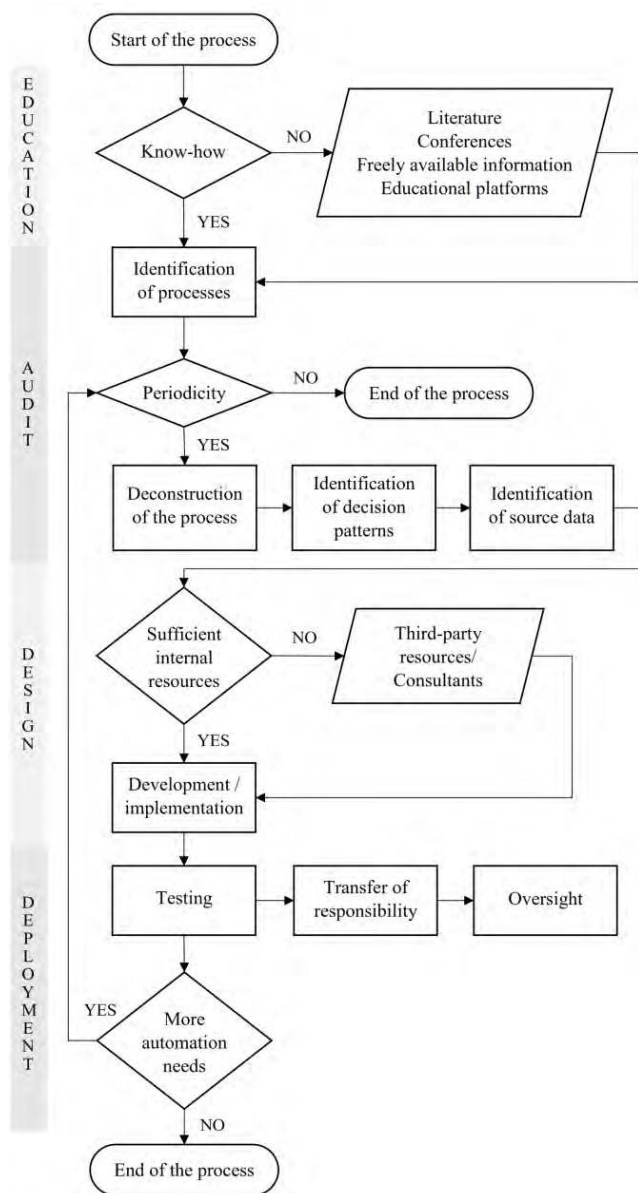 Start of the process
EDUCATION
Know-how
NO
Literature
Conferences
Freely available information
Educational platforms
YES
Identification
of processes
AUDIT
Periodicity
NO
End of the process
YES
Deconstruction
of the process
Identification
of decision
patterns
Identification
of source data
DESIGN
Sufficient
internal
resources
NO
Third-party
resources/
Consultants
YES
Development /
implementation
DEPLOYMENT
Testing
Transfer of
responsibility
Oversight
YES
More
automation
needs
NO
End of the process